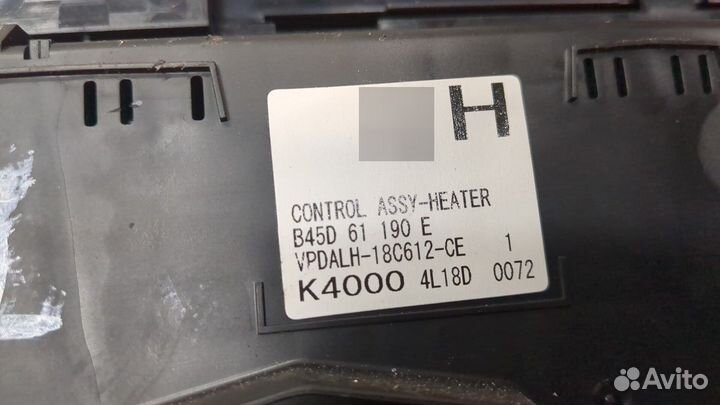 H
CONTROL ASSY-HEATER
B45D 61 190 E
VPDALH-18C612-CE 1
K4000 4L18D 0072
Avito